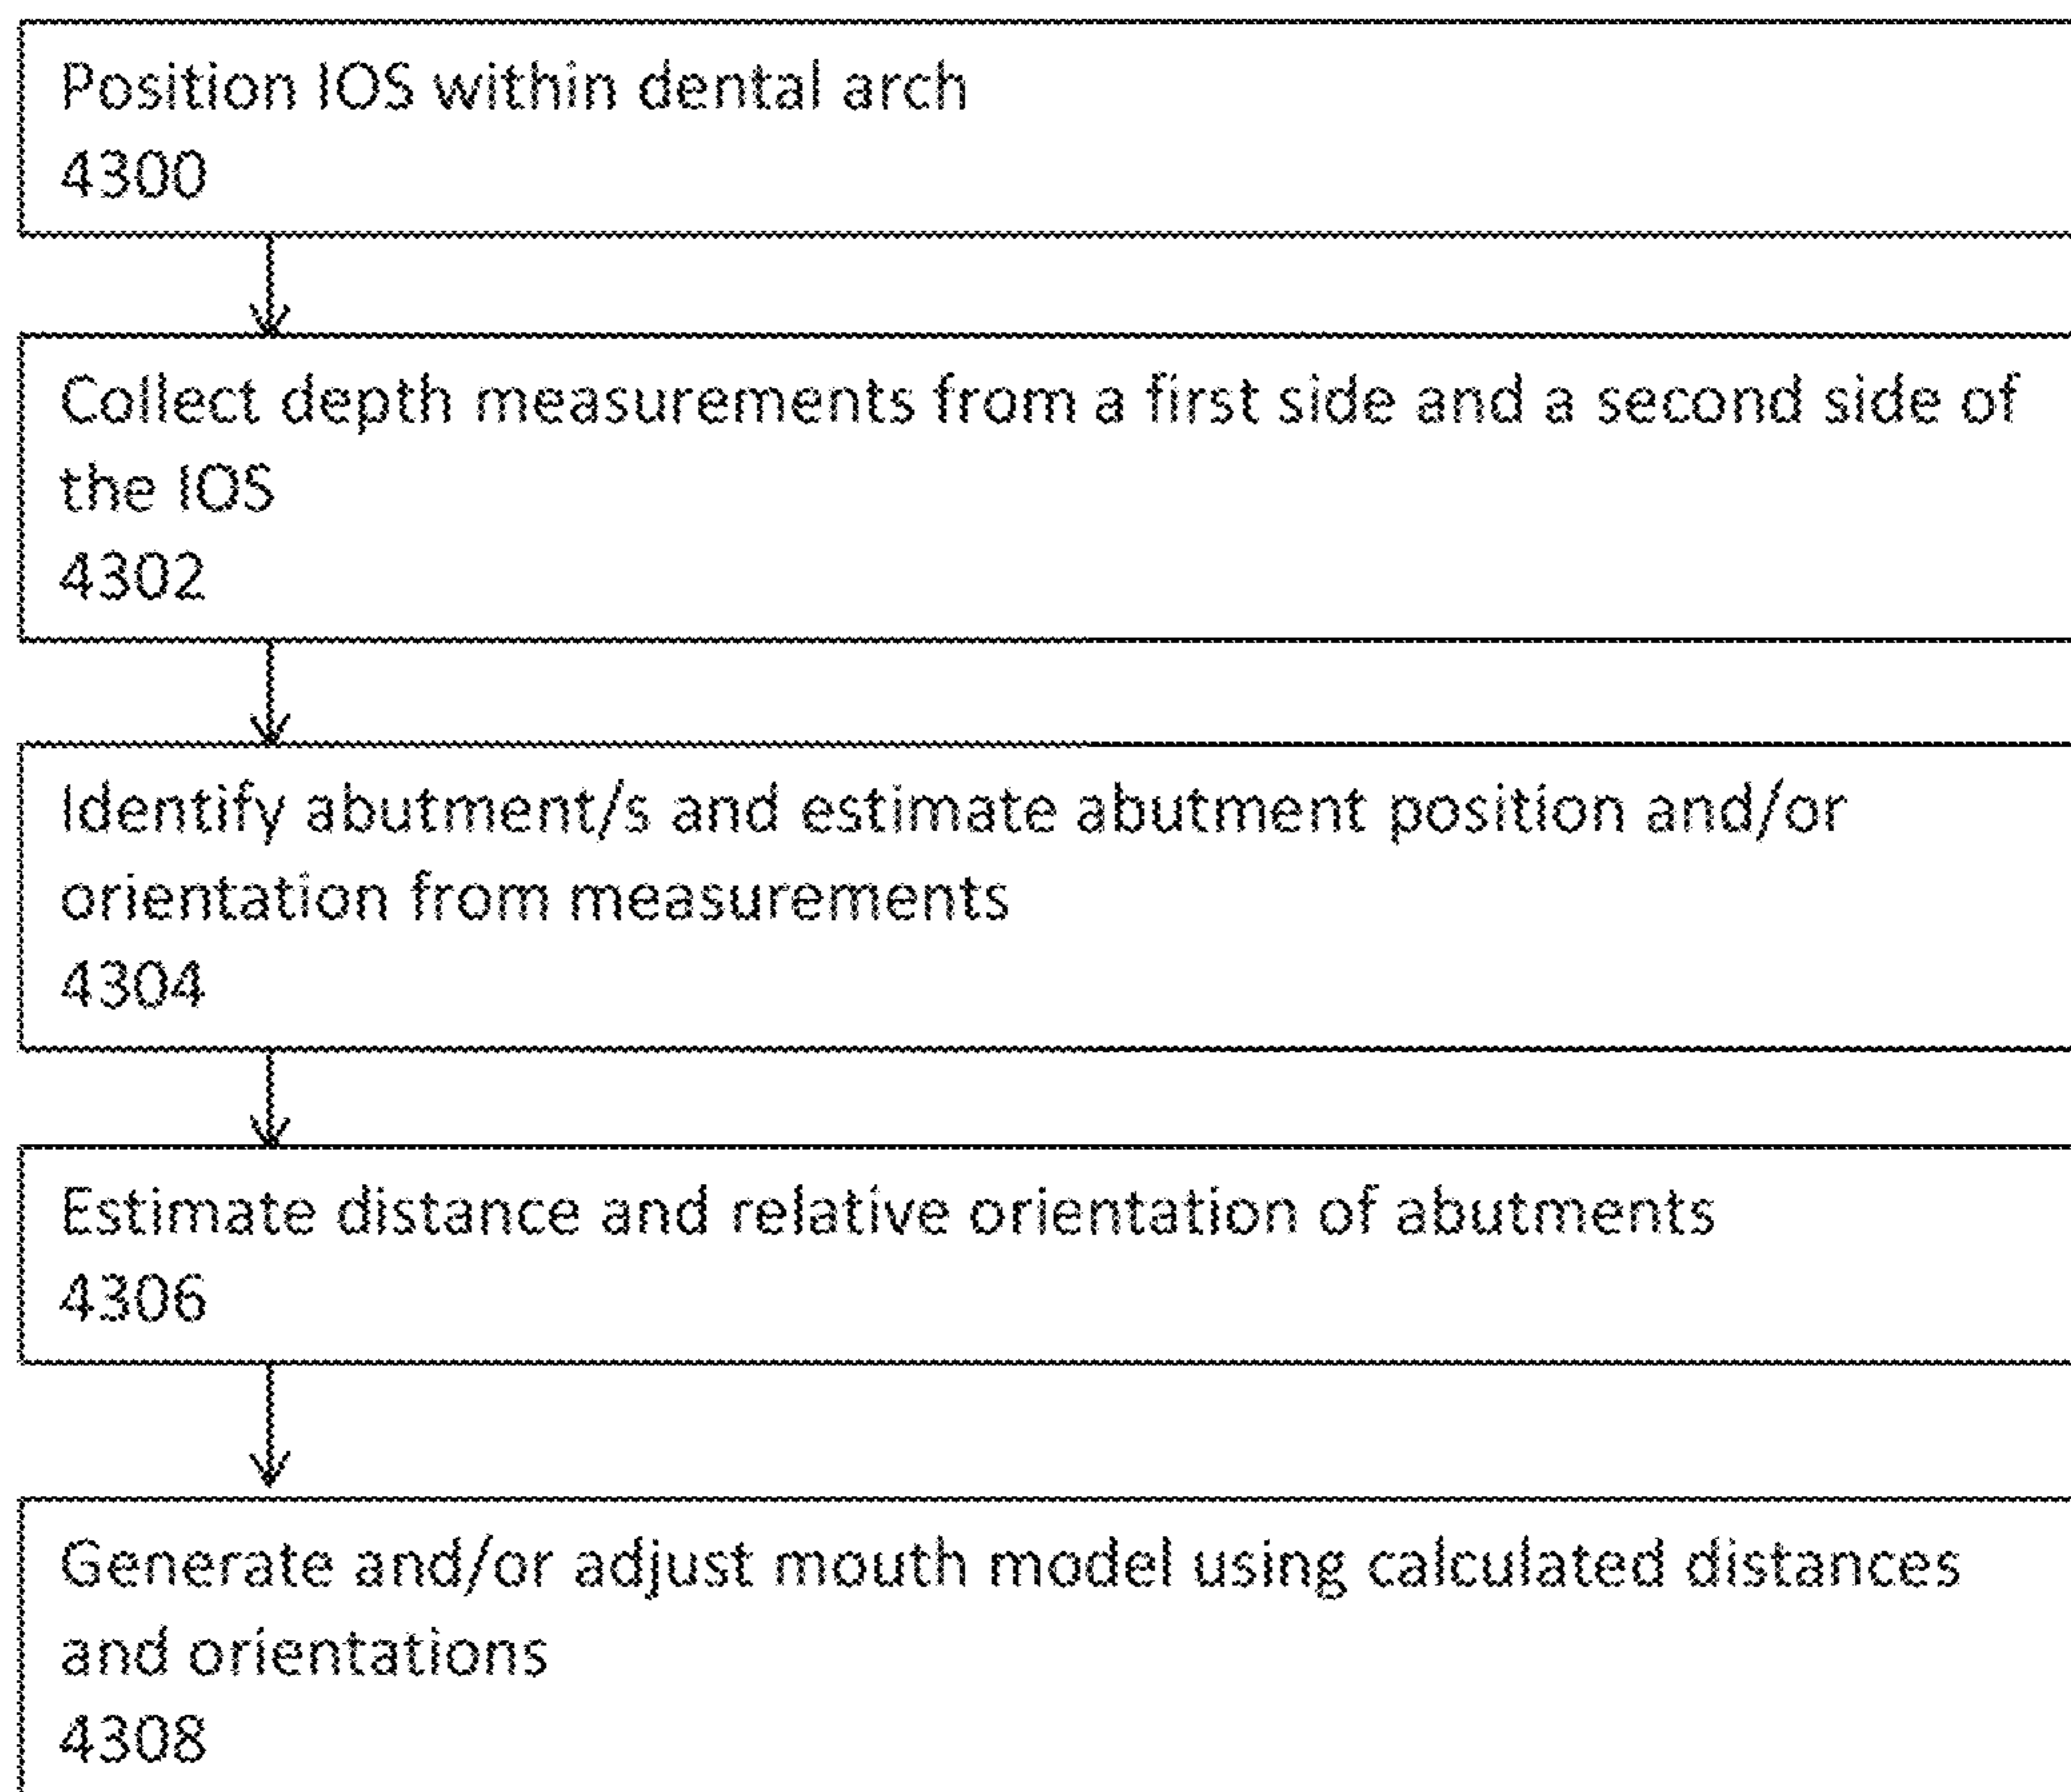 Position IOS within dental arch
4300
Collect depth measurements from a first side and a second side of
the IOS
4302
Identify abutment/s and estimate abutment position and/or
orientation from measurements
4304
Estimate distance and relative orientation of abutments
4306
Generate and/or adjust mouth model using calculated distances
and orientations
4308